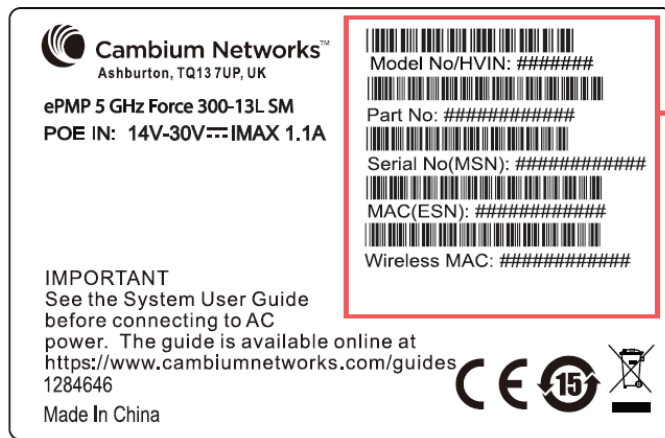 Cambium Networks™
Ashburton, TQ13 7UP, UK
ePMP 5 GHz Force 300-13L SM
POE IN: 14V-30V⎓IMAX 1.1A
Model No/HVIN: #######
Part No: ############
Serial No(MSN): ############
MAC(ESN): ############
Wireless MAC: ############
IMPORTANT
See the System User Guide
before connecting to AC
power. The guide is available online at
https://www.cambiumnetworks.com/guides
1284646
Made In China
CE
15